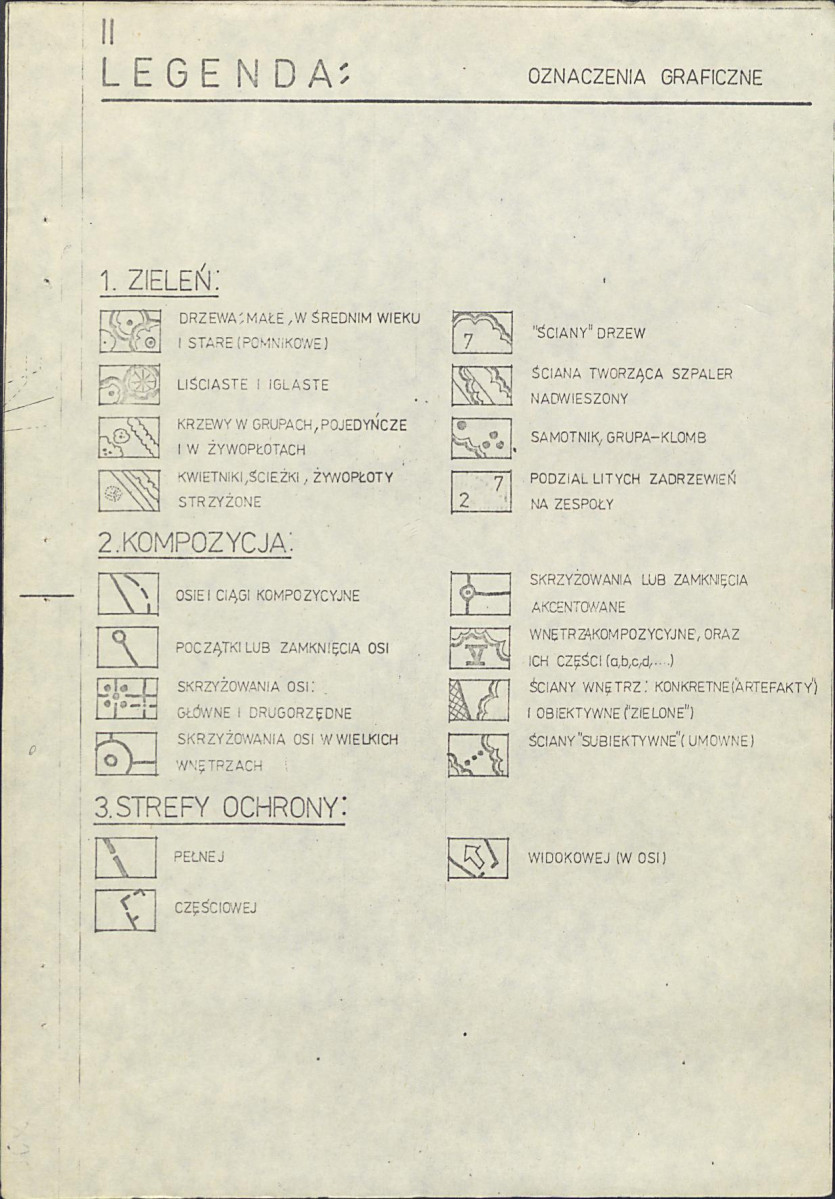 II
LEGENDA:
OZNACZENIA GRAFICZNE
1. ZIELEŃ:
DRZEWA: MAŁE, W ŚREDNIM WIEKU
I STARE (POMNIKOWE)
LIŚCIASTE I IGLASTE
KRZEWY W GRUPACH, POJEDYŃCZE
I W ŻYWOPŁOTACH
KWIETNIKI, ŚCIEŻKI, ŻYWOPŁOTY
STRZYŻONE
7
"ŚCIANY" DRZEW
ŚCIANA TWORZĄCA SZPALER
NADWIESZONY
SAMOTNIK, GRUPA-KLOMB
7
2
PODZIAL LITYCH ZADRZEWIEŃ
NA ZESPOŁY
2. KOMPOZYCJA:
OSIE I CIĄGI KOMPOZYCYJNE
POCZĄTKI LUB ZAMKNIĘCIA OSI
SKRZYŻOWANIA OSI:
GŁÓWNE I DRUGORZĘDNE
SKRZYŻOWANIA OSI W WIELKICH
WNĘTRZACH
SKRZYŻOWANIA LUB ZAMKNIĘCIA
AKCENTOWANE
WNĘTRZA KOMPOZYCYJNE, ORAZ
ICH CZĘŚCI (a,b,c,d,....)
ŚCIANY WNĘTRZ: KONKRETNE ("ARTEFAKTY")
I OBIEKTYWNE ("ZIELONE")
ŚCIANY "SUBIEKTYWNE" (UMOWNE)
3. STREFY OCHRONY:
PEŁNEJ
CZĘŚCIOWEJ
WIDOKOWEJ (W OSI)